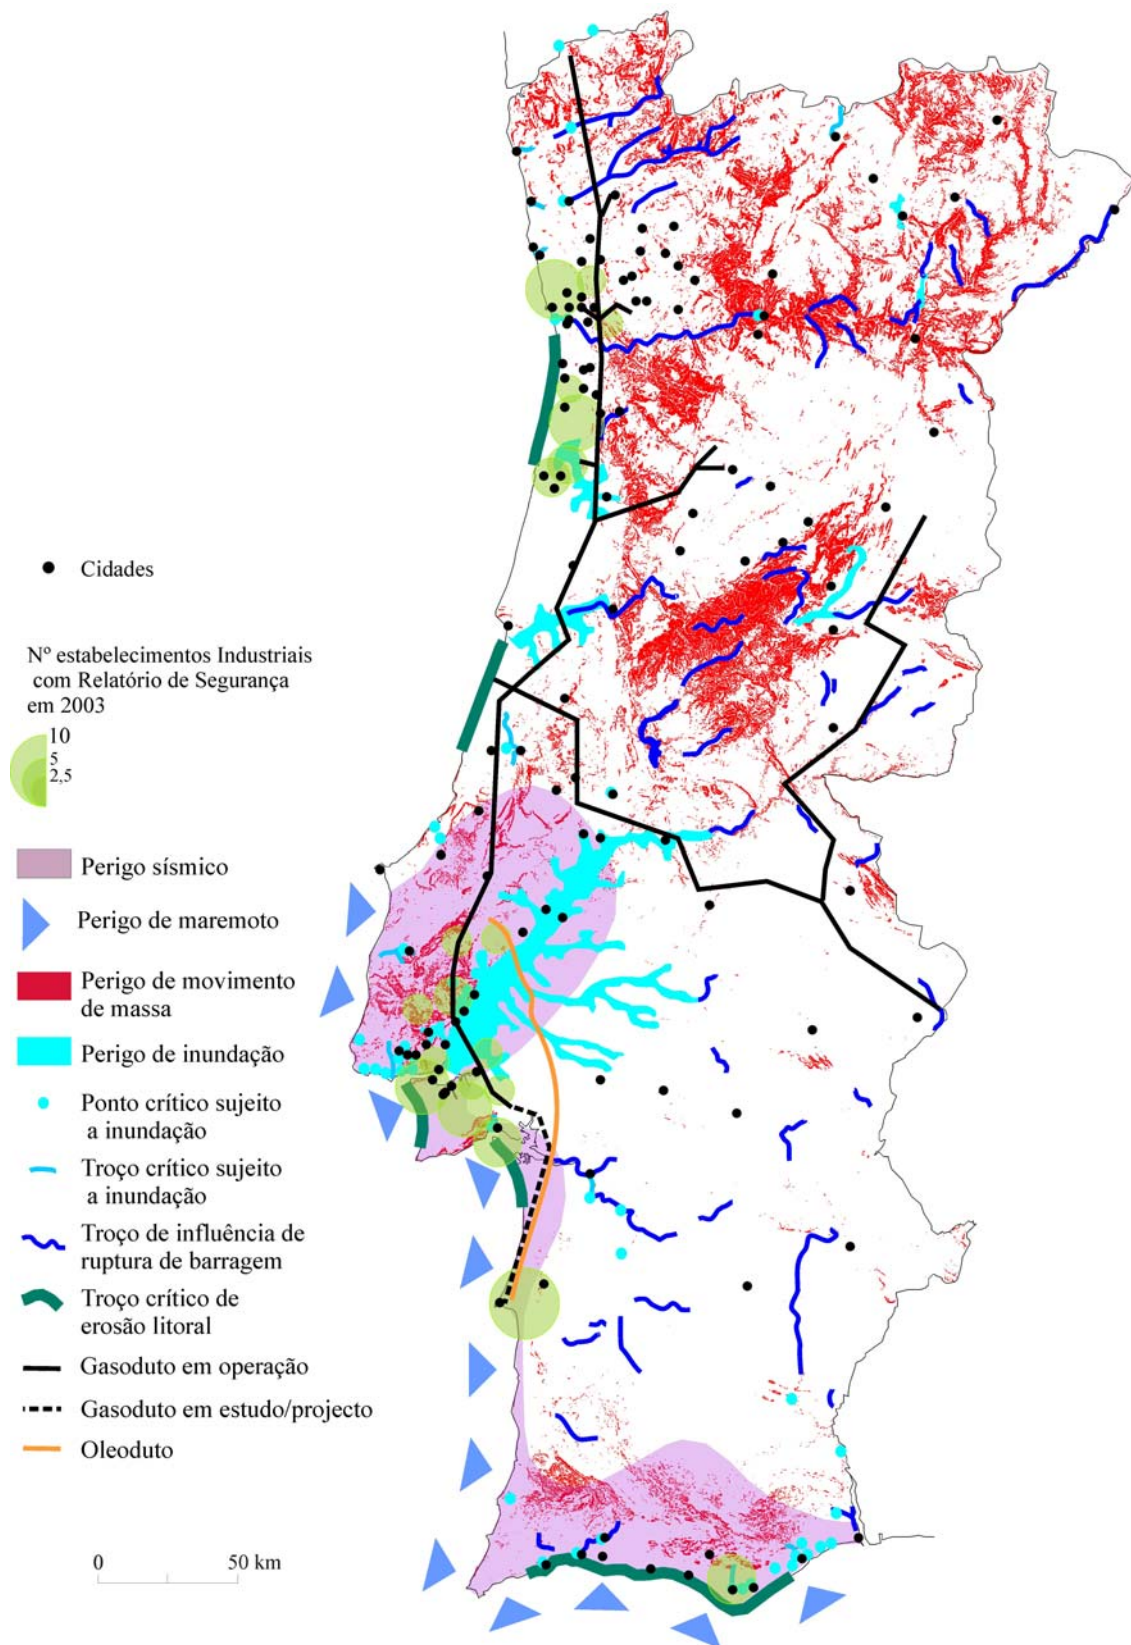 Cidades
Nº estabelecimentos Industriais
com Relatório de Segurança
em 2003
10
5
2,5
Perigo sísmico
Perigo de maremoto
Perigo de movimento
de massa
Perigo de inundação
Ponto crítico sujeito
a inundação
Troço crítico sujeito
a inundação
Troço de influência de
ruptura de barragem
Troço crítico de
erosão litoral
Gasoduto em operação
Gasoduto em estudo/projecto
Oleoduto
0 50 km